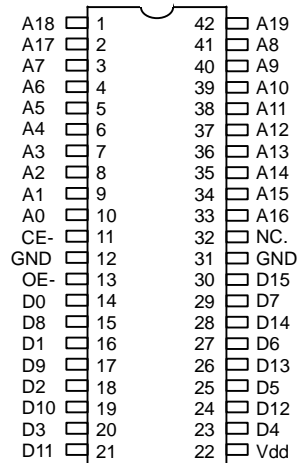 A18 1 42 A19
A17 2 41 A8
A7 3 40 A9
A6 4 39 A10
A5 5 38 A11
A4 6 37 A12
A3 7 36 A13
A2 8 35 A14
A1 9 34 A15
A0 10 33 A16
CE- 11 32 NC.
GND 12 31 GND
OE- 13 30 D15
D0 14 29 D7
D8 15 28 D14
D1 16 27 D6
D9 17 26 D13
D2 18 25 D5
D10 19 24 D12
D3 20 23 D4
D11 21 22 Vdd